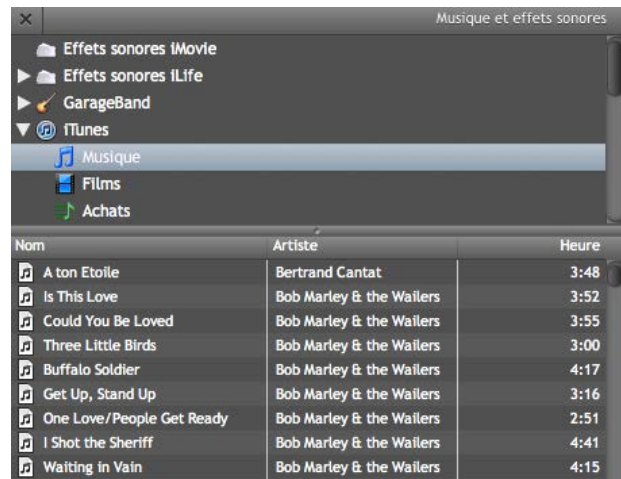 Musique et effets sonores
Effets sonores iMovie
Effets sonores iLife
GarageBand
iTunes
Musique
Films
Achats
Nom Artiste Heure
A ton Etoile Bertrand Cantat 3:48
Is This Love Bob Marley & the Wailers 3:52
Could You Be Loved Bob Marley & the Wailers 3:55
Three Little Birds Bob Marley & the Wailers 3:00
Buffalo Soldier Bob Marley & the Wailers 4:17
Get Up, Stand Up Bob Marley & the Wailers 3:16
One Love/People Get Ready Bob Marley & the Wailers 2:51
I Shot the Sheriff Bob Marley & the Wailers 4:41
Waiting in Vain Bob Marley & the Wailers 4:15